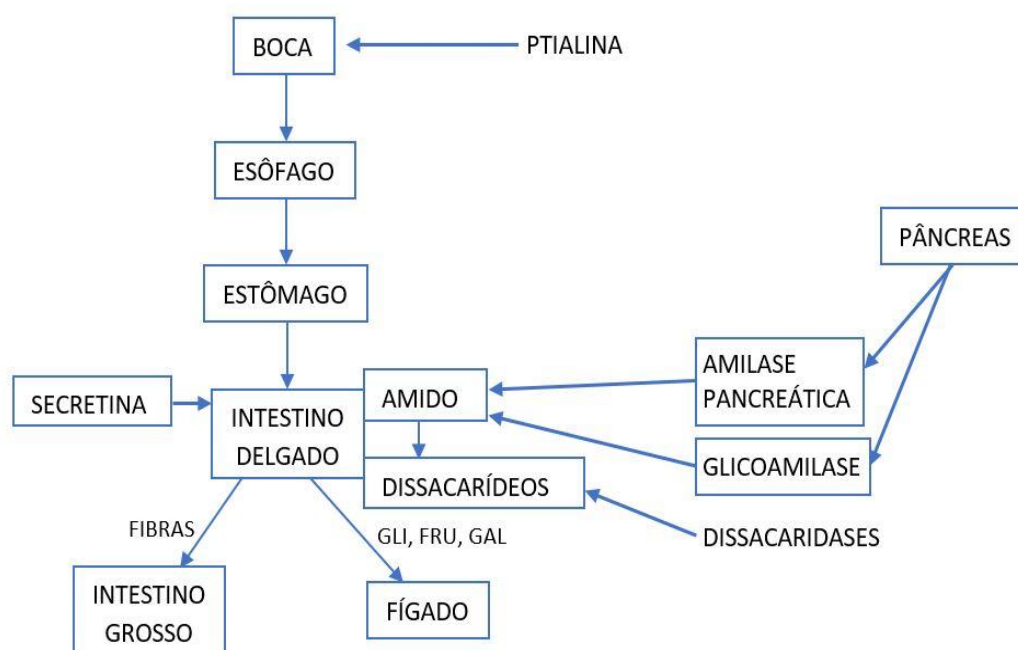 BOCA
PTIALINA
ESÔFAGO
PÂNCREAS
ESTÔMAGO
AMILASE
PANCREÁTICA
SECRETINA
INTESTINO
DELGADO
AMIDO
GLICOAMILASE
DISSACARÍDEOS
DISSACARIDASES
FIBRAS
GLI, FRU, GAL
INTESTINO
GROSSO
FÍGADO